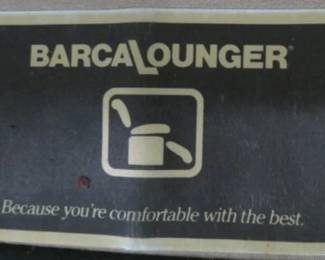 BARCALOUNGER®
Because you're comfortable with the best.